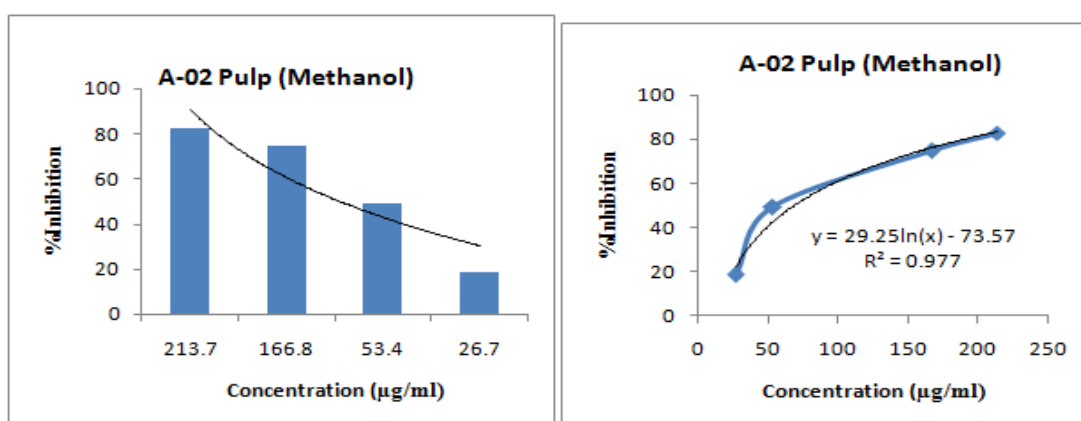 A-02 Pulp (Methanol)
100
80
60
40
20
0
%Inhibition
213.7 166.8 53.4 26.7
Concentration (µg/ml)
A-02 Pulp (Methanol)
100
80
60
40
20
0
%Inhibition
y = 29.25ln(x) - 73.57
R² = 0.977
0 50 100 150 200 250
Concentration (µg/ml)